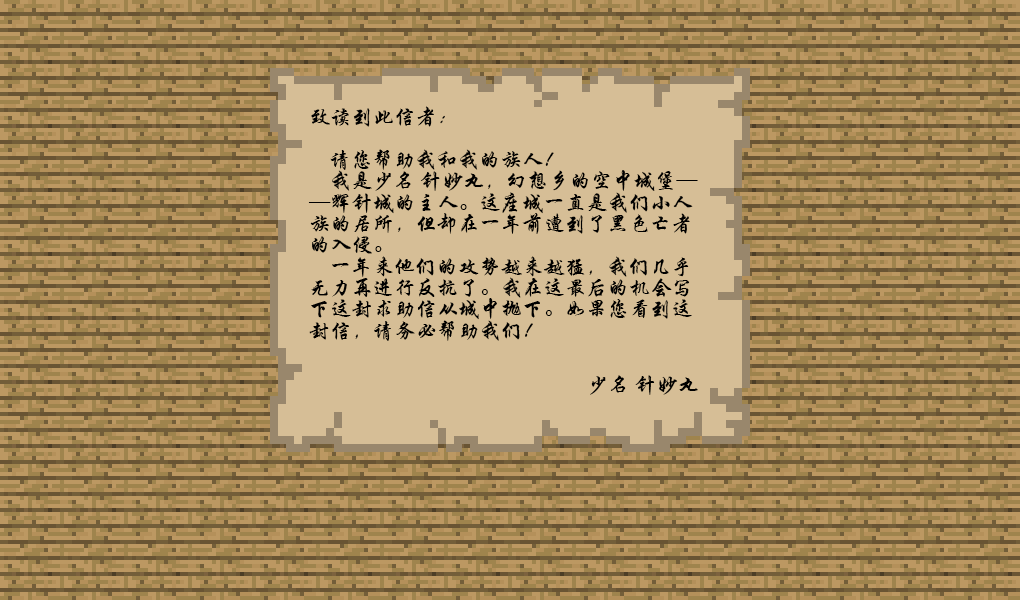 致读到此信者：
请您帮助我和我的族人！
我是少名 针妙丸，幻想乡的空中城堡—
—辉针城的主人。这座城一直是我们小人
族的居所，但却在一年前遭到了黑色亡者
的入侵。
一年来他们的攻势越来越猛，我们几乎
无力再进行反抗了。我在这最后的机会写
下这封求助信从城中抛下。如果您看到这
封信，请务必帮助我们！
少名 针妙丸